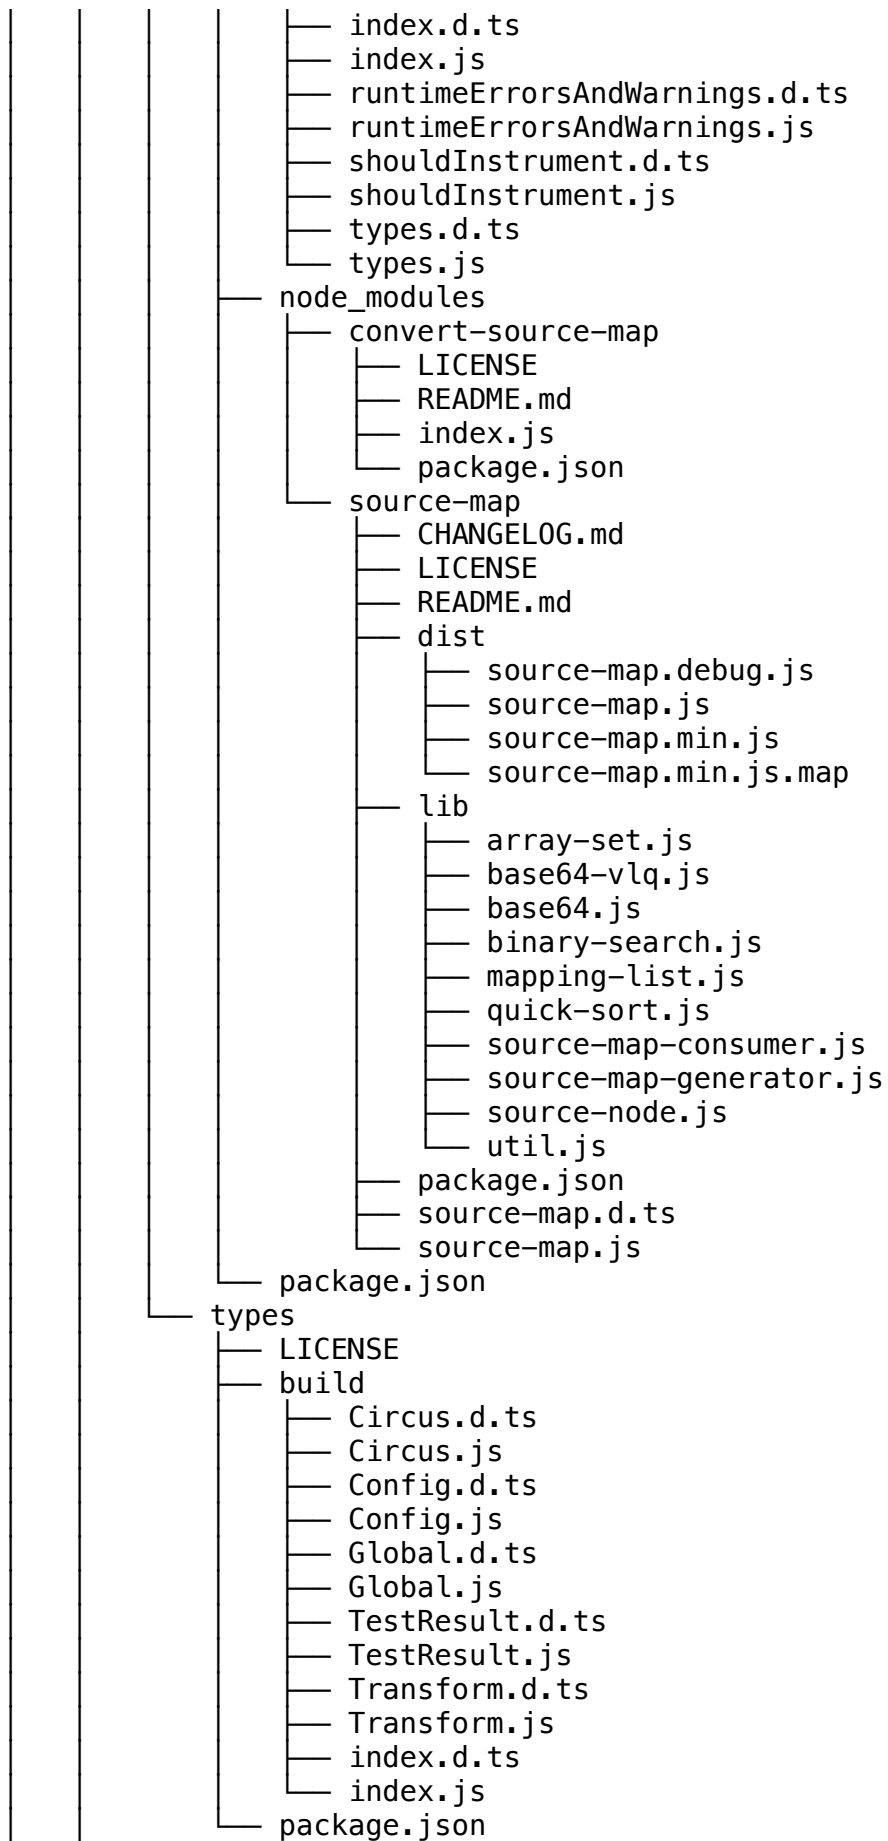 │   │   │   │   ├── index.d.ts
│   │   │   │   ├── index.js
│   │   │   │   ├── runtimeErrorsAndWarnings.d.ts
│   │   │   │   ├── runtimeErrorsAndWarnings.js
│   │   │   │   ├── shouldInstrument.d.ts
│   │   │   │   ├── shouldInstrument.js
│   │   │   │   ├── types.d.ts
│   │   │   │   └── types.js
│   │   │   ├── node_modules
│   │   │   │   ├── convert-source-map
│   │   │   │   │   ├── LICENSE
│   │   │   │   │   ├── README.md
│   │   │   │   │   ├── index.js
│   │   │   │   │   └── package.json
│   │   │   │   └── source-map
│   │   │   │       ├── CHANGELOG.md
│   │   │   │       ├── LICENSE
│   │   │   │       ├── README.md
│   │   │   │       ├── dist
│   │   │   │       │   ├── source-map.debug.js
│   │   │   │       │   ├── source-map.js
│   │   │   │       │   ├── source-map.min.js
│   │   │   │       │   └── source-map.min.js.map
│   │   │   │       ├── lib
│   │   │   │       │   ├── array-set.js
│   │   │   │       │   ├── base64-vlq.js
│   │   │   │       │   ├── base64.js
│   │   │   │       │   ├── binary-search.js
│   │   │   │       │   ├── mapping-list.js
│   │   │   │       │   ├── quick-sort.js
│   │   │   │       │   ├── source-map-consumer.js
│   │   │   │       │   ├── source-map-generator.js
│   │   │   │       │   ├── source-node.js
│   │   │   │       │   └── util.js
│   │   │   │       ├── package.json
│   │   │   │       ├── source-map.d.ts
│   │   │   │       └── source-map.js
│   │   │   └── package.json
│   │   └── types
│   │       ├── LICENSE
│   │       ├── build
│   │       │   ├── Circus.d.ts
│   │       │   ├── Circus.js
│   │       │   ├── Config.d.ts
│   │       │   ├── Config.js
│   │       │   ├── Global.d.ts
│   │       │   ├── Global.js
│   │       │   ├── TestResult.d.ts
│   │       │   ├── TestResult.js
│   │       │   ├── Transform.d.ts
│   │       │   ├── Transform.js
│   │       │   ├── index.d.ts
│   │       │   └── index.js
│   │       └── package.json